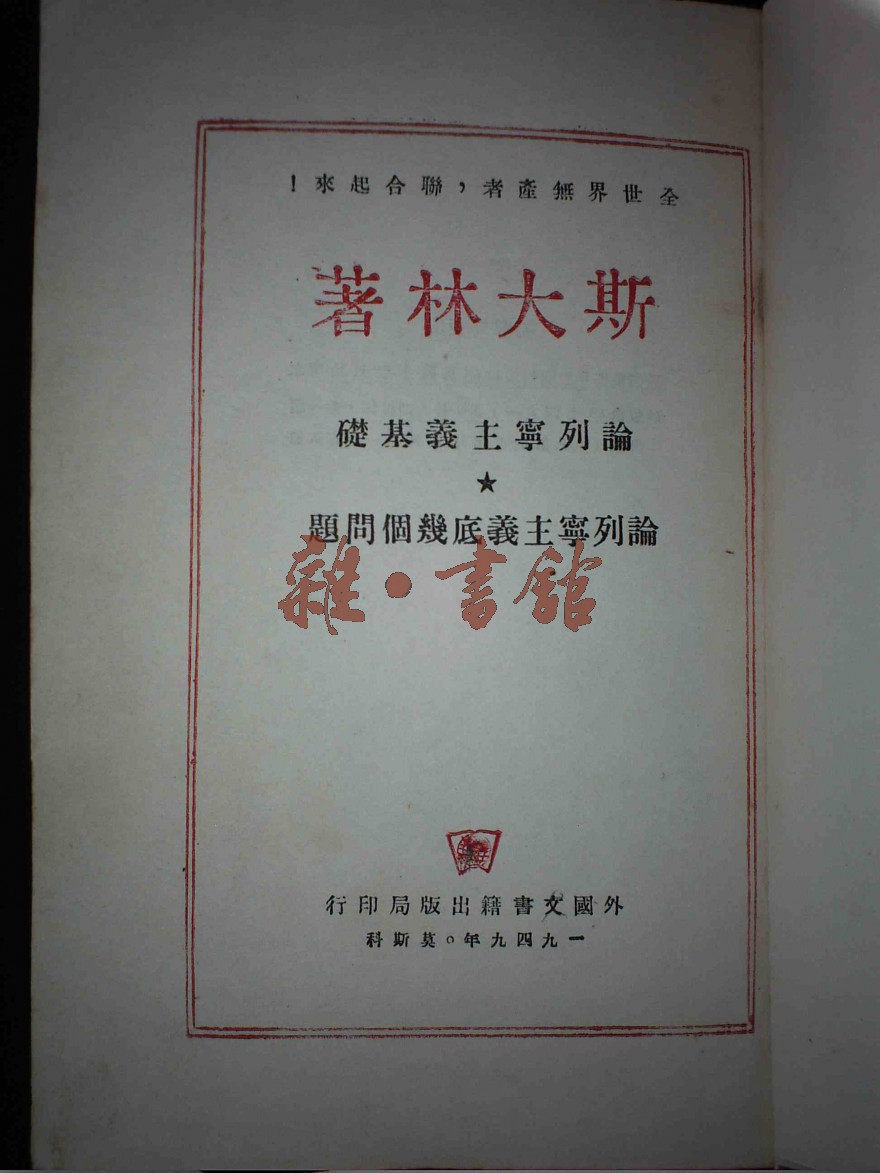 全世界無產者，聯合起來！
斯大林著
論列寧主義基礎
★
論列寧主義底幾個問題
雜·書館
外國文書籍出版局印行
一九四九年。莫斯科